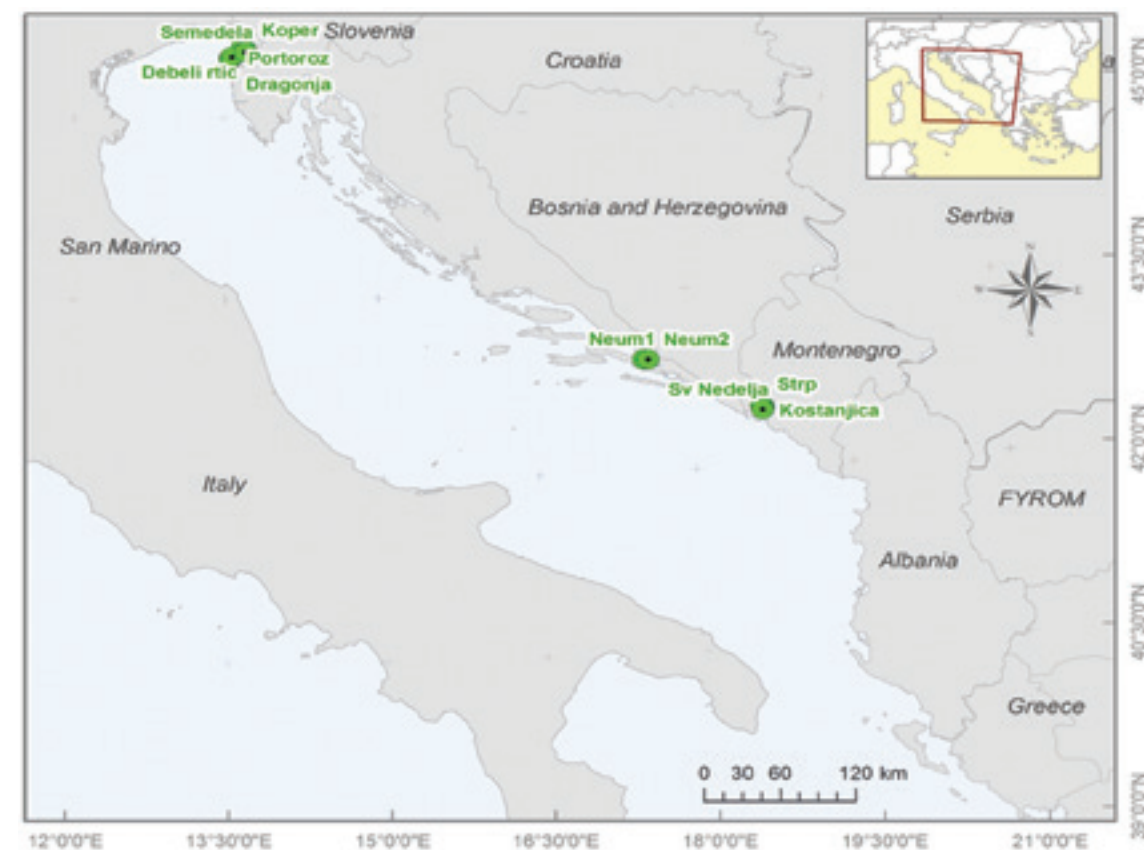 Semedela Koper Slovenia
Croatia
Debeli rtic Portoroz
Dragonja
Bosnia and Herzegovina
Serbia
San Marino
N
W E
S
Neum1 Neum2
Montenegro
Sv Nedelja Strp
Kostanjica
Italy
FYROM
Albania
Greece
0 30 60 120 km
12°0'0"E 13°30'0"E 15°0'0"E 16°30'0"E 18°0'0"E 19°30'0"E 21°0'0"E
45°0'0"N
43°30'0"N
42°0'0"N
40°30'0"N
39°0'0"N